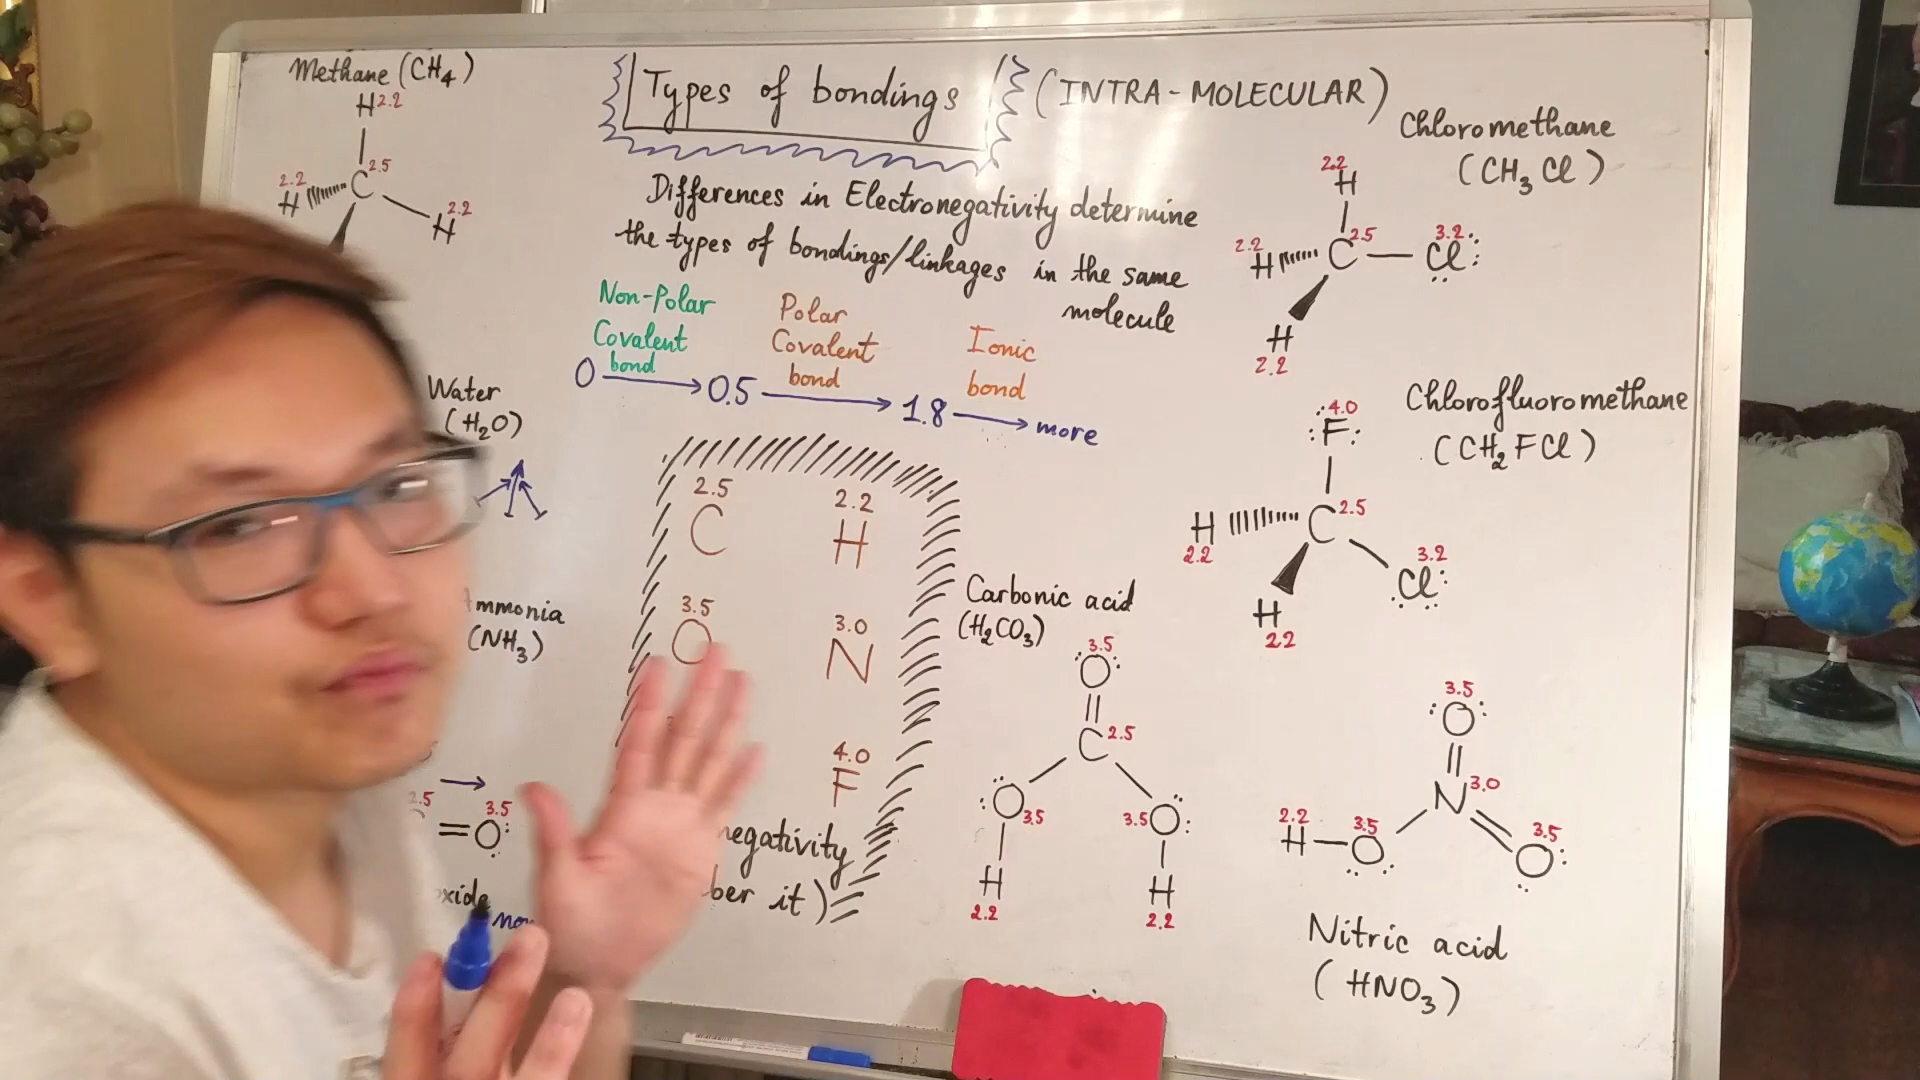 Methane (CH4)
H 2.2
2.5
2.2
H
C
2.2
H
Types of bondings
(INTRA-MOLECULAR)
Differences in Electronegativity determine
the types of bondings/linkages in the same
molecule
Non-Polar
Covalent
bond
Polar
Covalent
bond
Ionic
bond
0 → 0.5 → 1.8 → more
Water
(H2O)
2.5
C
2.2
H
3.5
O
3.0
N
4.0
F
negativity
ber it)
mmonia
(NH3)
2.5
3.5
=O
xide
Chloromethane
(CH3Cl)
2.2
H
2.2
H
C
2.5
3.2
Cl
H
2.2
Chlorofluoromethane
(CH2FCl)
4.0
F
H
2.2
C
2.5
3.2
Cl
H
2.2
Carbonic acid
(H2CO3)
3.5
O
C
2.5
O
3.5
3.5
O
H
2.2
H
2.2
3.5
O
N
3.0
2.2
H
3.5
O
3.5
O
Nitric acid
(HNO3)